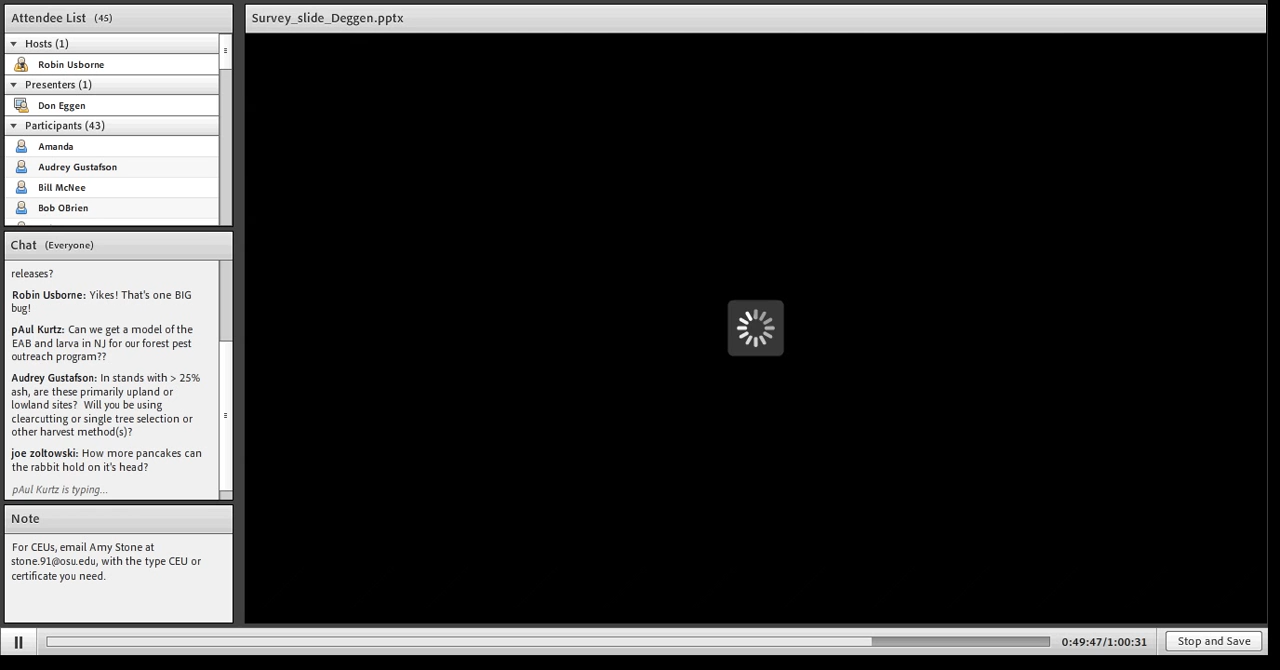 Attendee List (45)
Hosts (1)
Robin Usborne
Presenters (1)
Don Eggen
Participants (43)
Amanda
Audrey Gustafson
Bill McNee
Bob OBrien
Chat (Everyone)
releases?
Robin Usborne: Yikes! That's one BIG
bug!
pAul Kurtz: Can we get a model of the
EAB and larva in NJ for our forest pest
outreach program??
Audrey Gustafson: In stands with > 25%
ash, are these primarily upland or
lowland sites? Will you be using
clearcutting or single tree selection or
other harvest method(s)?
joe zoltowski: How more pancakes can
the rabbit hold on it's head?
pAul Kurtz is typing...
Note
For CEUs, email Amy Stone at
stone.91@osu.edu, with the type CEU or
certificate you need.
Survey_slide_Deggen.pptx
0:49:47/1:00:31
Stop and Save